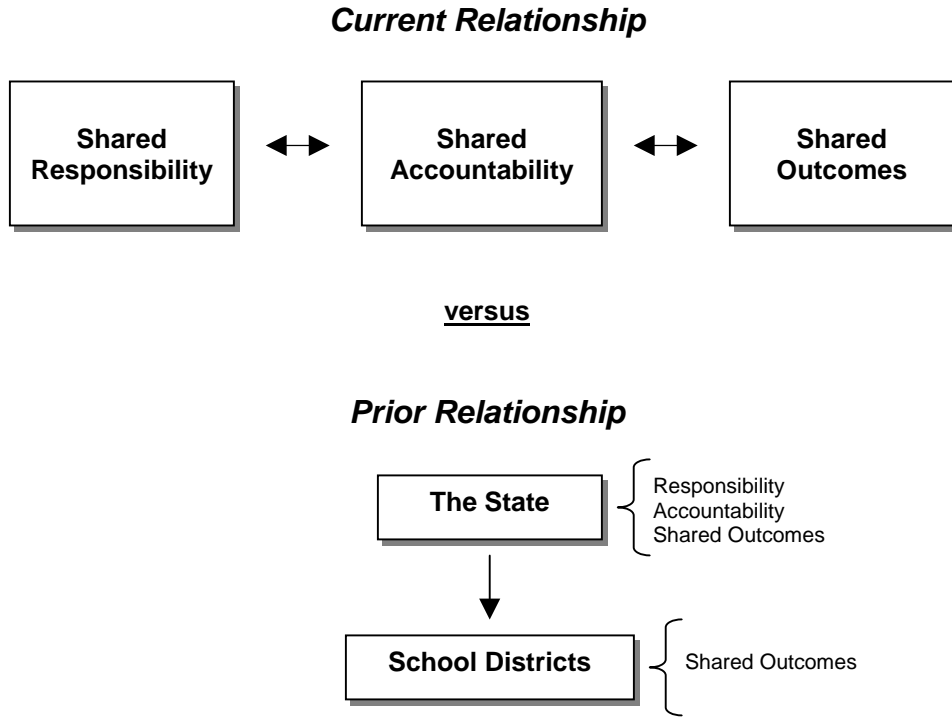 Current Relationship
Shared
Responsibility
Shared
Accountability
Shared
Outcomes
versus
Prior Relationship
The State
Responsibility
Accountability
Shared Outcomes
School Districts
Shared Outcomes